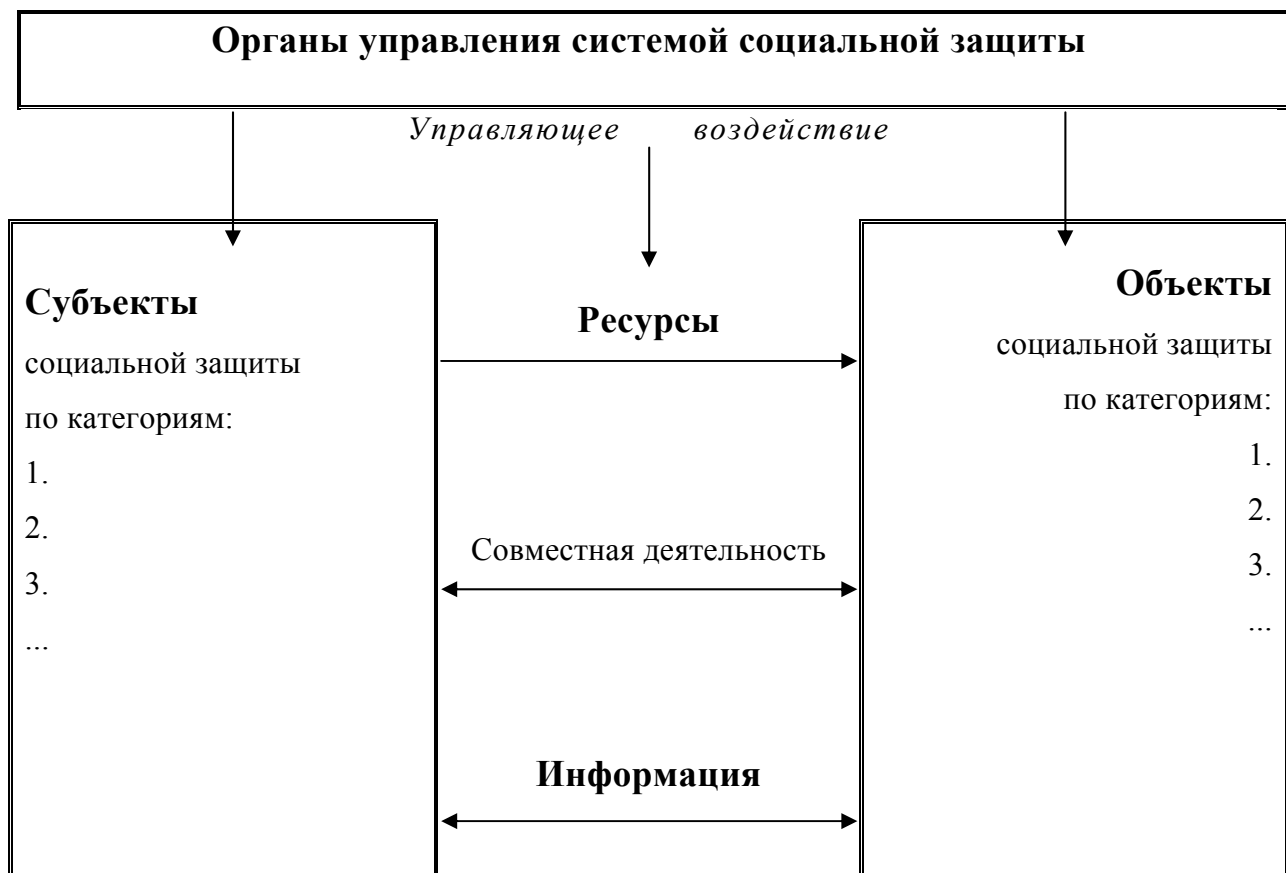 Органы управления системой социальной защиты
Управляющее воздействие
Субъекты
социальной защиты
по категориям:
1.
2.
3.
...
Ресурсы
Совместная деятельность
Информация
Объекты
социальной защиты
по категориям:
1.
2.
3.
...